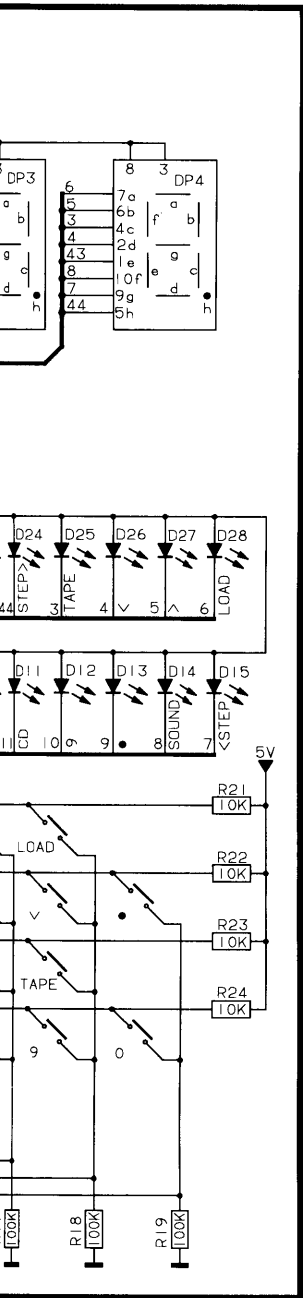 8 3
DP3
DP4
6 7a
5 6b
3 4c
4 2d
43 1e
8 10f
7 9g
44 5h
a
a
b
f b
g
g
c
e c
d
d
h
h
D24 D25 D26 D27 D28
STEP> TAPE V Λ LOAD
44 3 4 5 6
D11 D12 D13 D14 D15
CD 9 • SOUND <STEP
11 10 9 8 7
5V
R21
10K
LOAD
R22
10K
V •
R23
10K
TAPE
R24
10K
9 0
100K
R18
100K
R19
100K